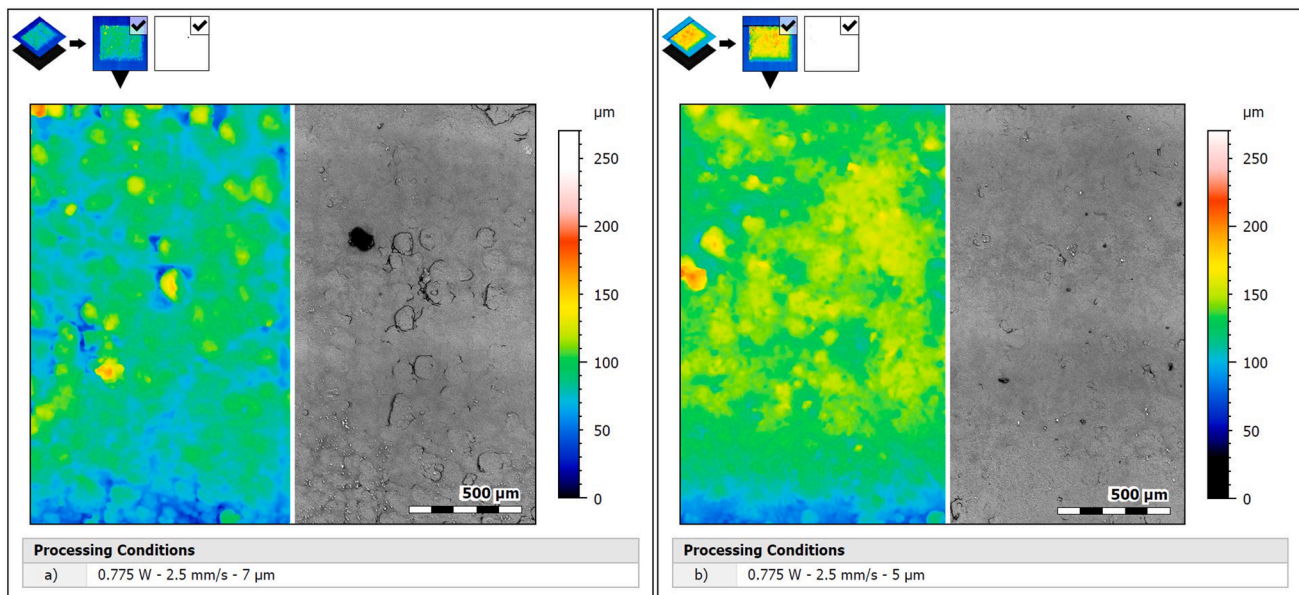 µm
250
200
150
100
50
0
500 µm
Processing Conditions
a) 0.775 W - 2.5 mm/s - 7 µm
µm
250
200
150
100
50
0
500 µm
Processing Conditions
b) 0.775 W - 2.5 mm/s - 5 µm